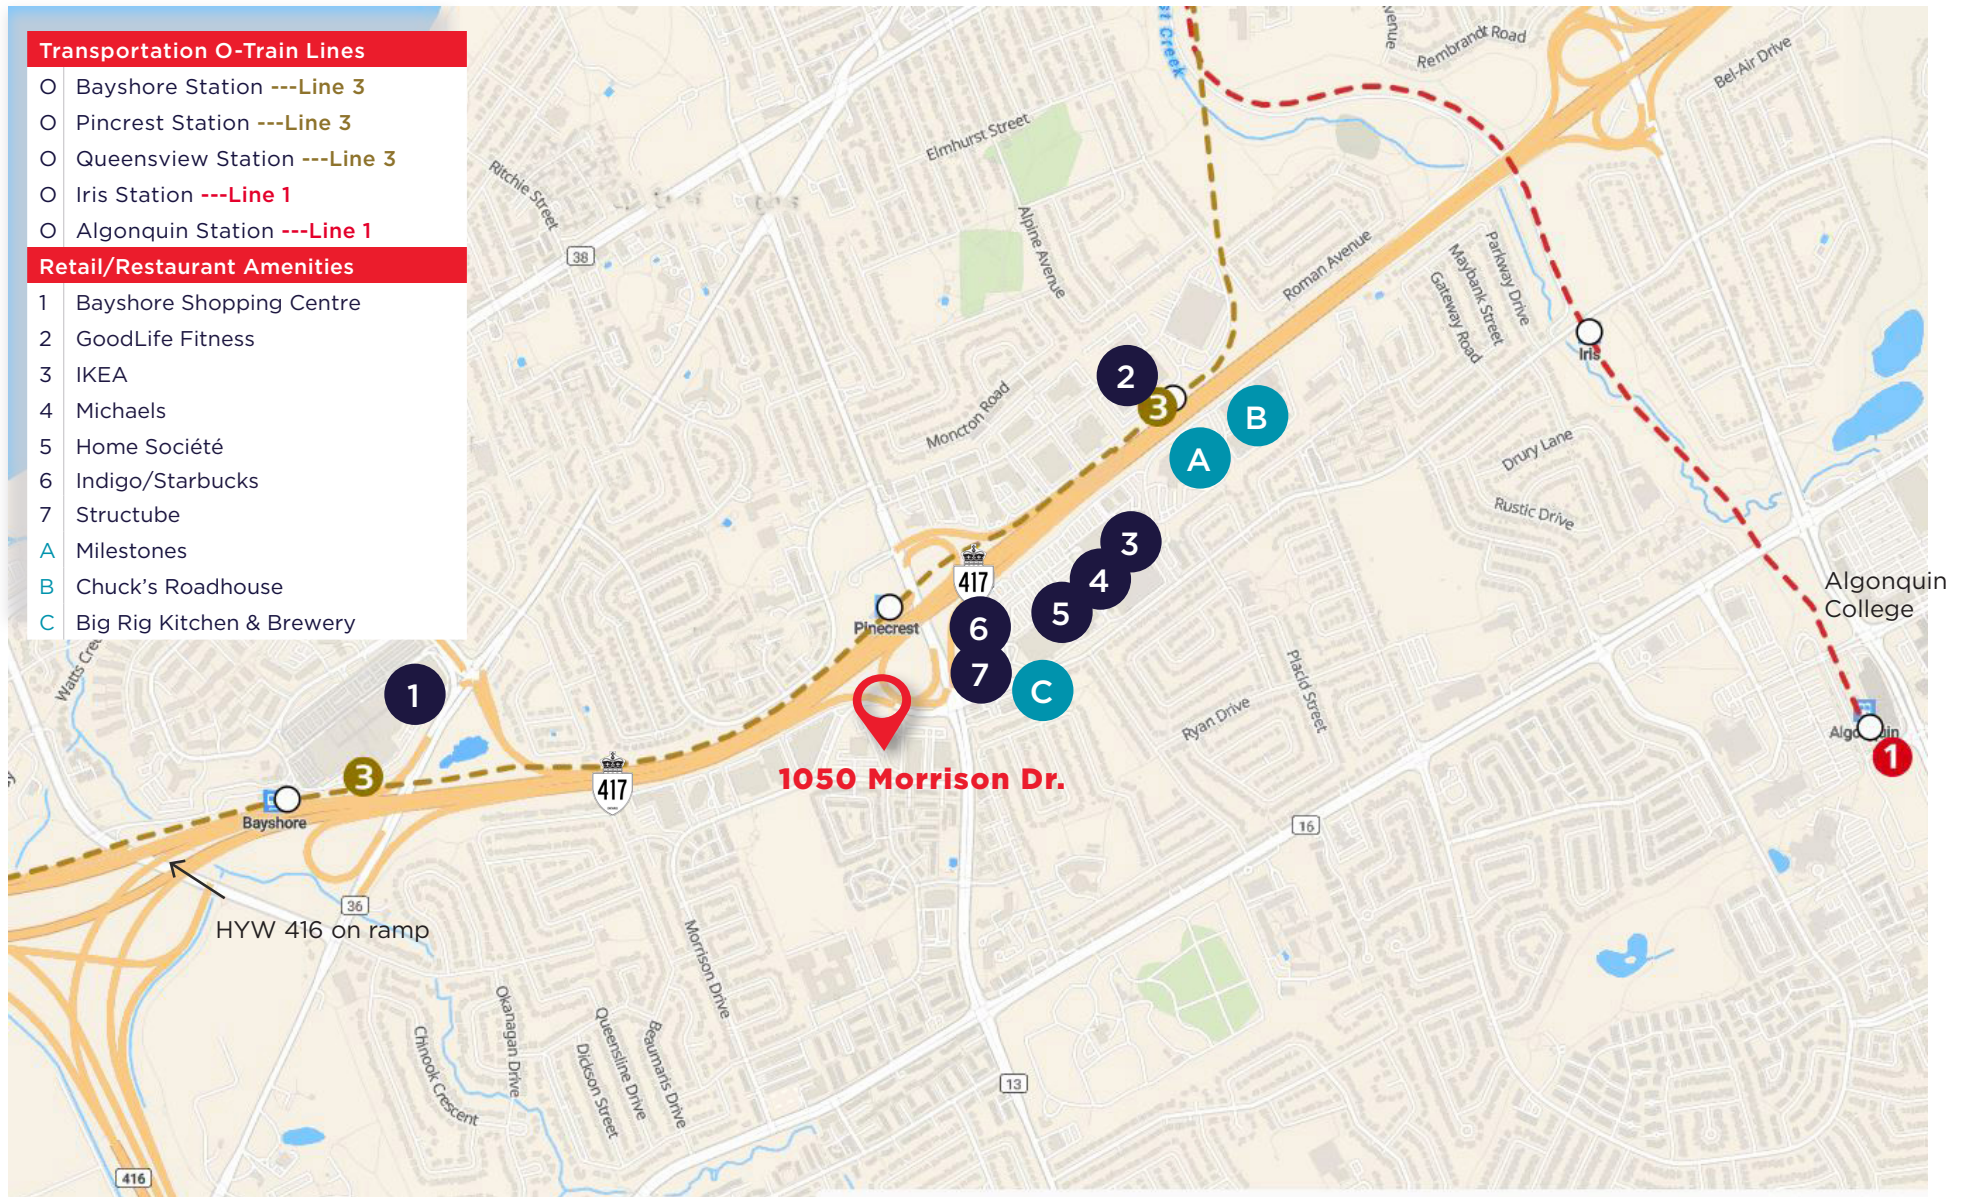 Transportation O-Train Lines
O Bayshore Station ---Line 3
O Pincrest Station ---Line 3
O Queensview Station ---Line 3
O Iris Station ---Line 1
O Algonquin Station ---Line 1
Retail/Restaurant Amenities
1 Bayshore Shopping Centre
2 GoodLife Fitness
3 IKEA
4 Michaels
5 Home Société
6 Indigo/Starbucks
7 Structube
A Milestones
B Chuck's Roadhouse
C Big Rig Kitchen & Brewery
Creek
venue
Rembrandt Road
Bel-Air Drive
Elmhurst Street
Ritchie Street
Alpine Avenue
38
Roman Avenue
Parkway Drive
Maybank Street
Gateway Road
Iris
2
3
B
A
Moncton Road
Drury Lane
Rustic Drive
3
4
5
417
6
7
C
Pinecrest
Algonquin
College
Watts Cree
1
Placid Street
Ryan Drive
1
3
417
1050 Morrison Dr.
Bayshore
16
36
HYW 416 on ramp
Morrison Drive
Okanagan Drive
Chinook Crescent
Queensline Drive
Beaumaris Drive
Dickson Street
13
416